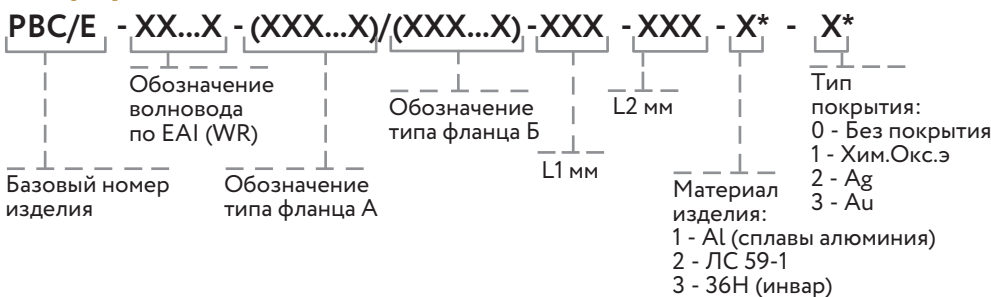 PBC/E - XX...X - (XXX...X)/(XXX...X) -XXX - XXX - X* - X*
Обозначение
волновода
по EAI (WR)
Обозначение
типа фланца Б
L2 мм
Тип
покрытия:
0 - Без покрытия
1 - Хим.Окс.э
2 - Ag
3 - Au
Базовый номер
изделия
Обозначение
типа фланца А
L1 мм
Материал
изделия:
1 - Al (сплавы алюминия)
2 - ЛС 59-1
3 - 36Н (инвар)